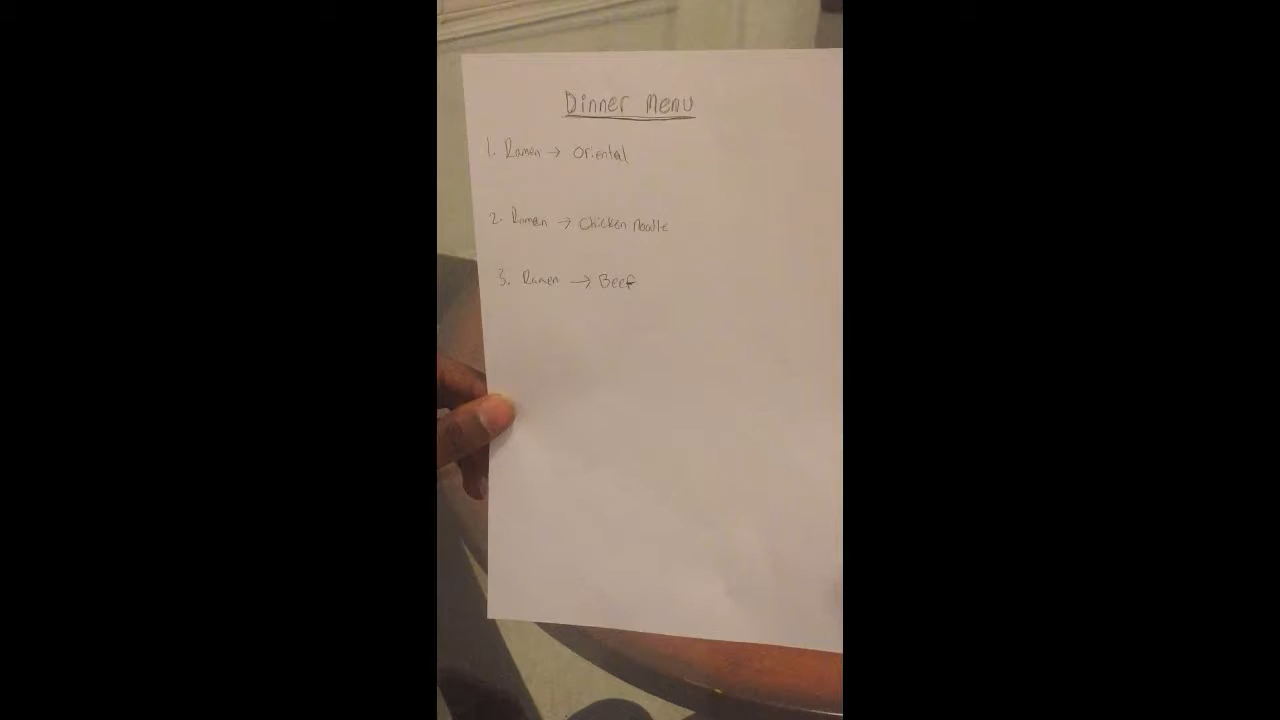 Dinner Menu
1. Ramen → Oriental
2. Ramen → Chicken Noodle
3. Ramen → Beef